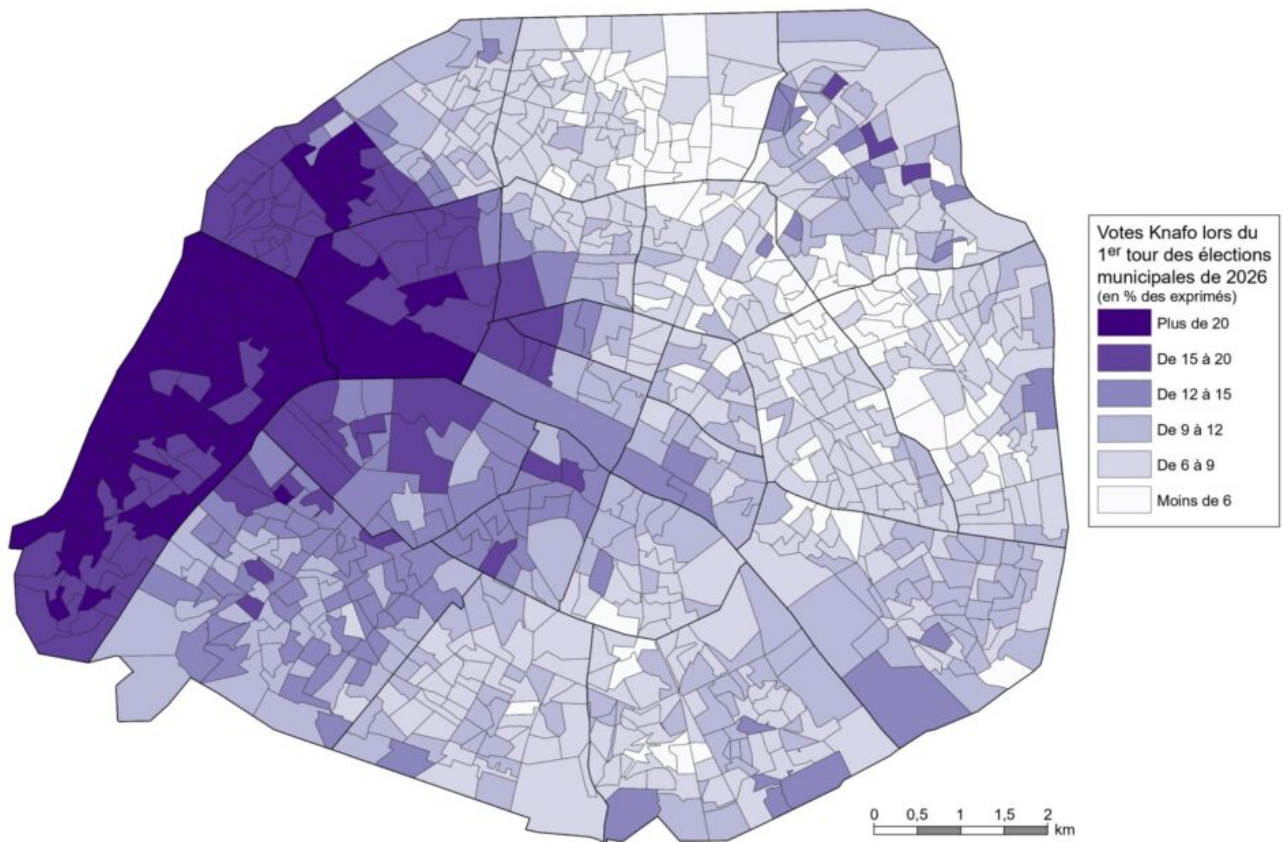 Votes Knafo lors du
1er tour des élections
municipales de 2026
(en % des exprimés)
Plus de 20
De 15 à 20
De 12 à 15
De 9 à 12
De 6 à 9
Moins de 6
0 0,5 1 1 2
km